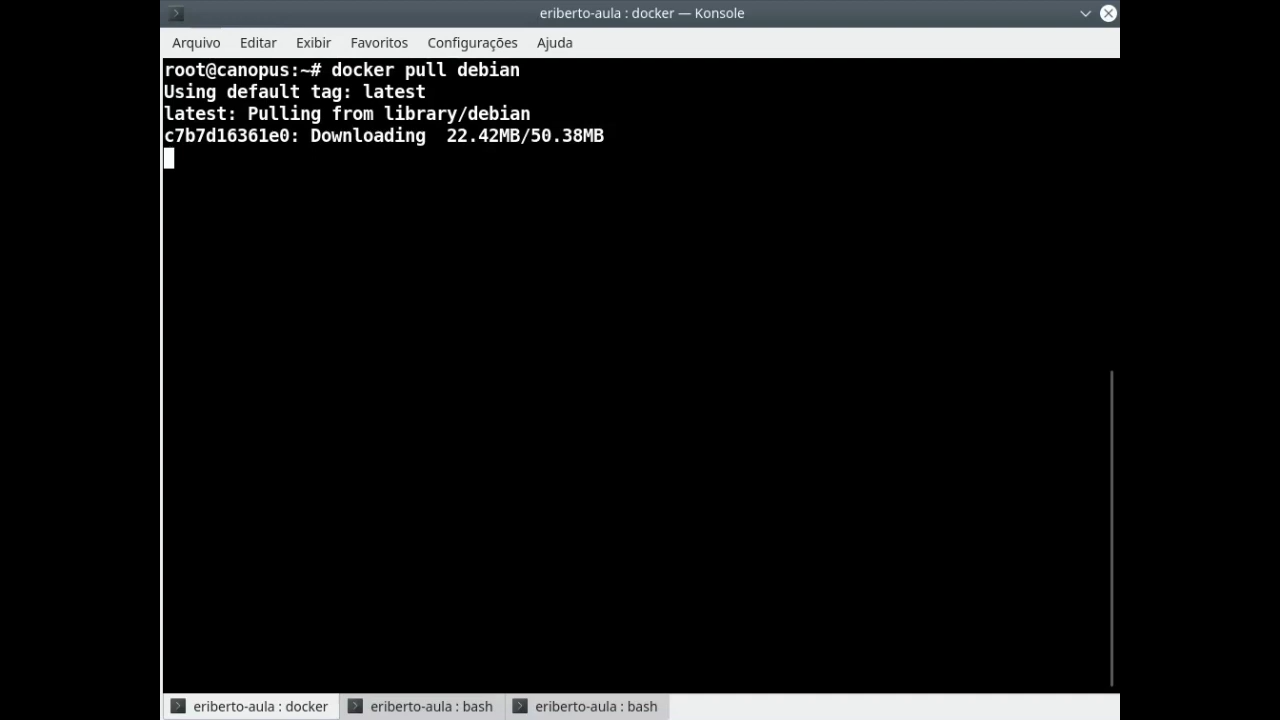 eriberto-aula : docker — Konsole
Arquivo Editar Exibir Favoritos Configurações Ajuda
root@canopus:~# docker pull debian
Using default tag: latest
latest: Pulling from library/debian
c7b7d16361e0: Downloading  22.42MB/50.38MB
eriberto-aula : docker eriberto-aula : bash eriberto-aula : bash